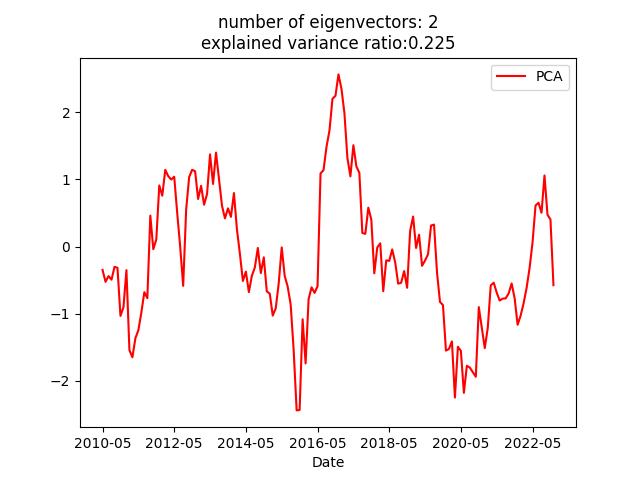 number of eigenvectors: 2
explained variance ratio:0.225
PCA
2
1
0
−1
−2
2010-05 2012-05 2014-05 2016-05 2018-05 2020-05 2022-05
Date